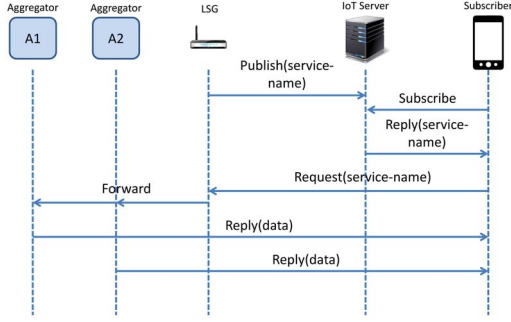 Aggregator
Aggregator
LSG
IoT Server
Subscriber
A1
A2
Publish(service-
name)
Subscribe
Reply(service-
name)
Request(service-name)
Forward
Reply(data)
Reply(data)